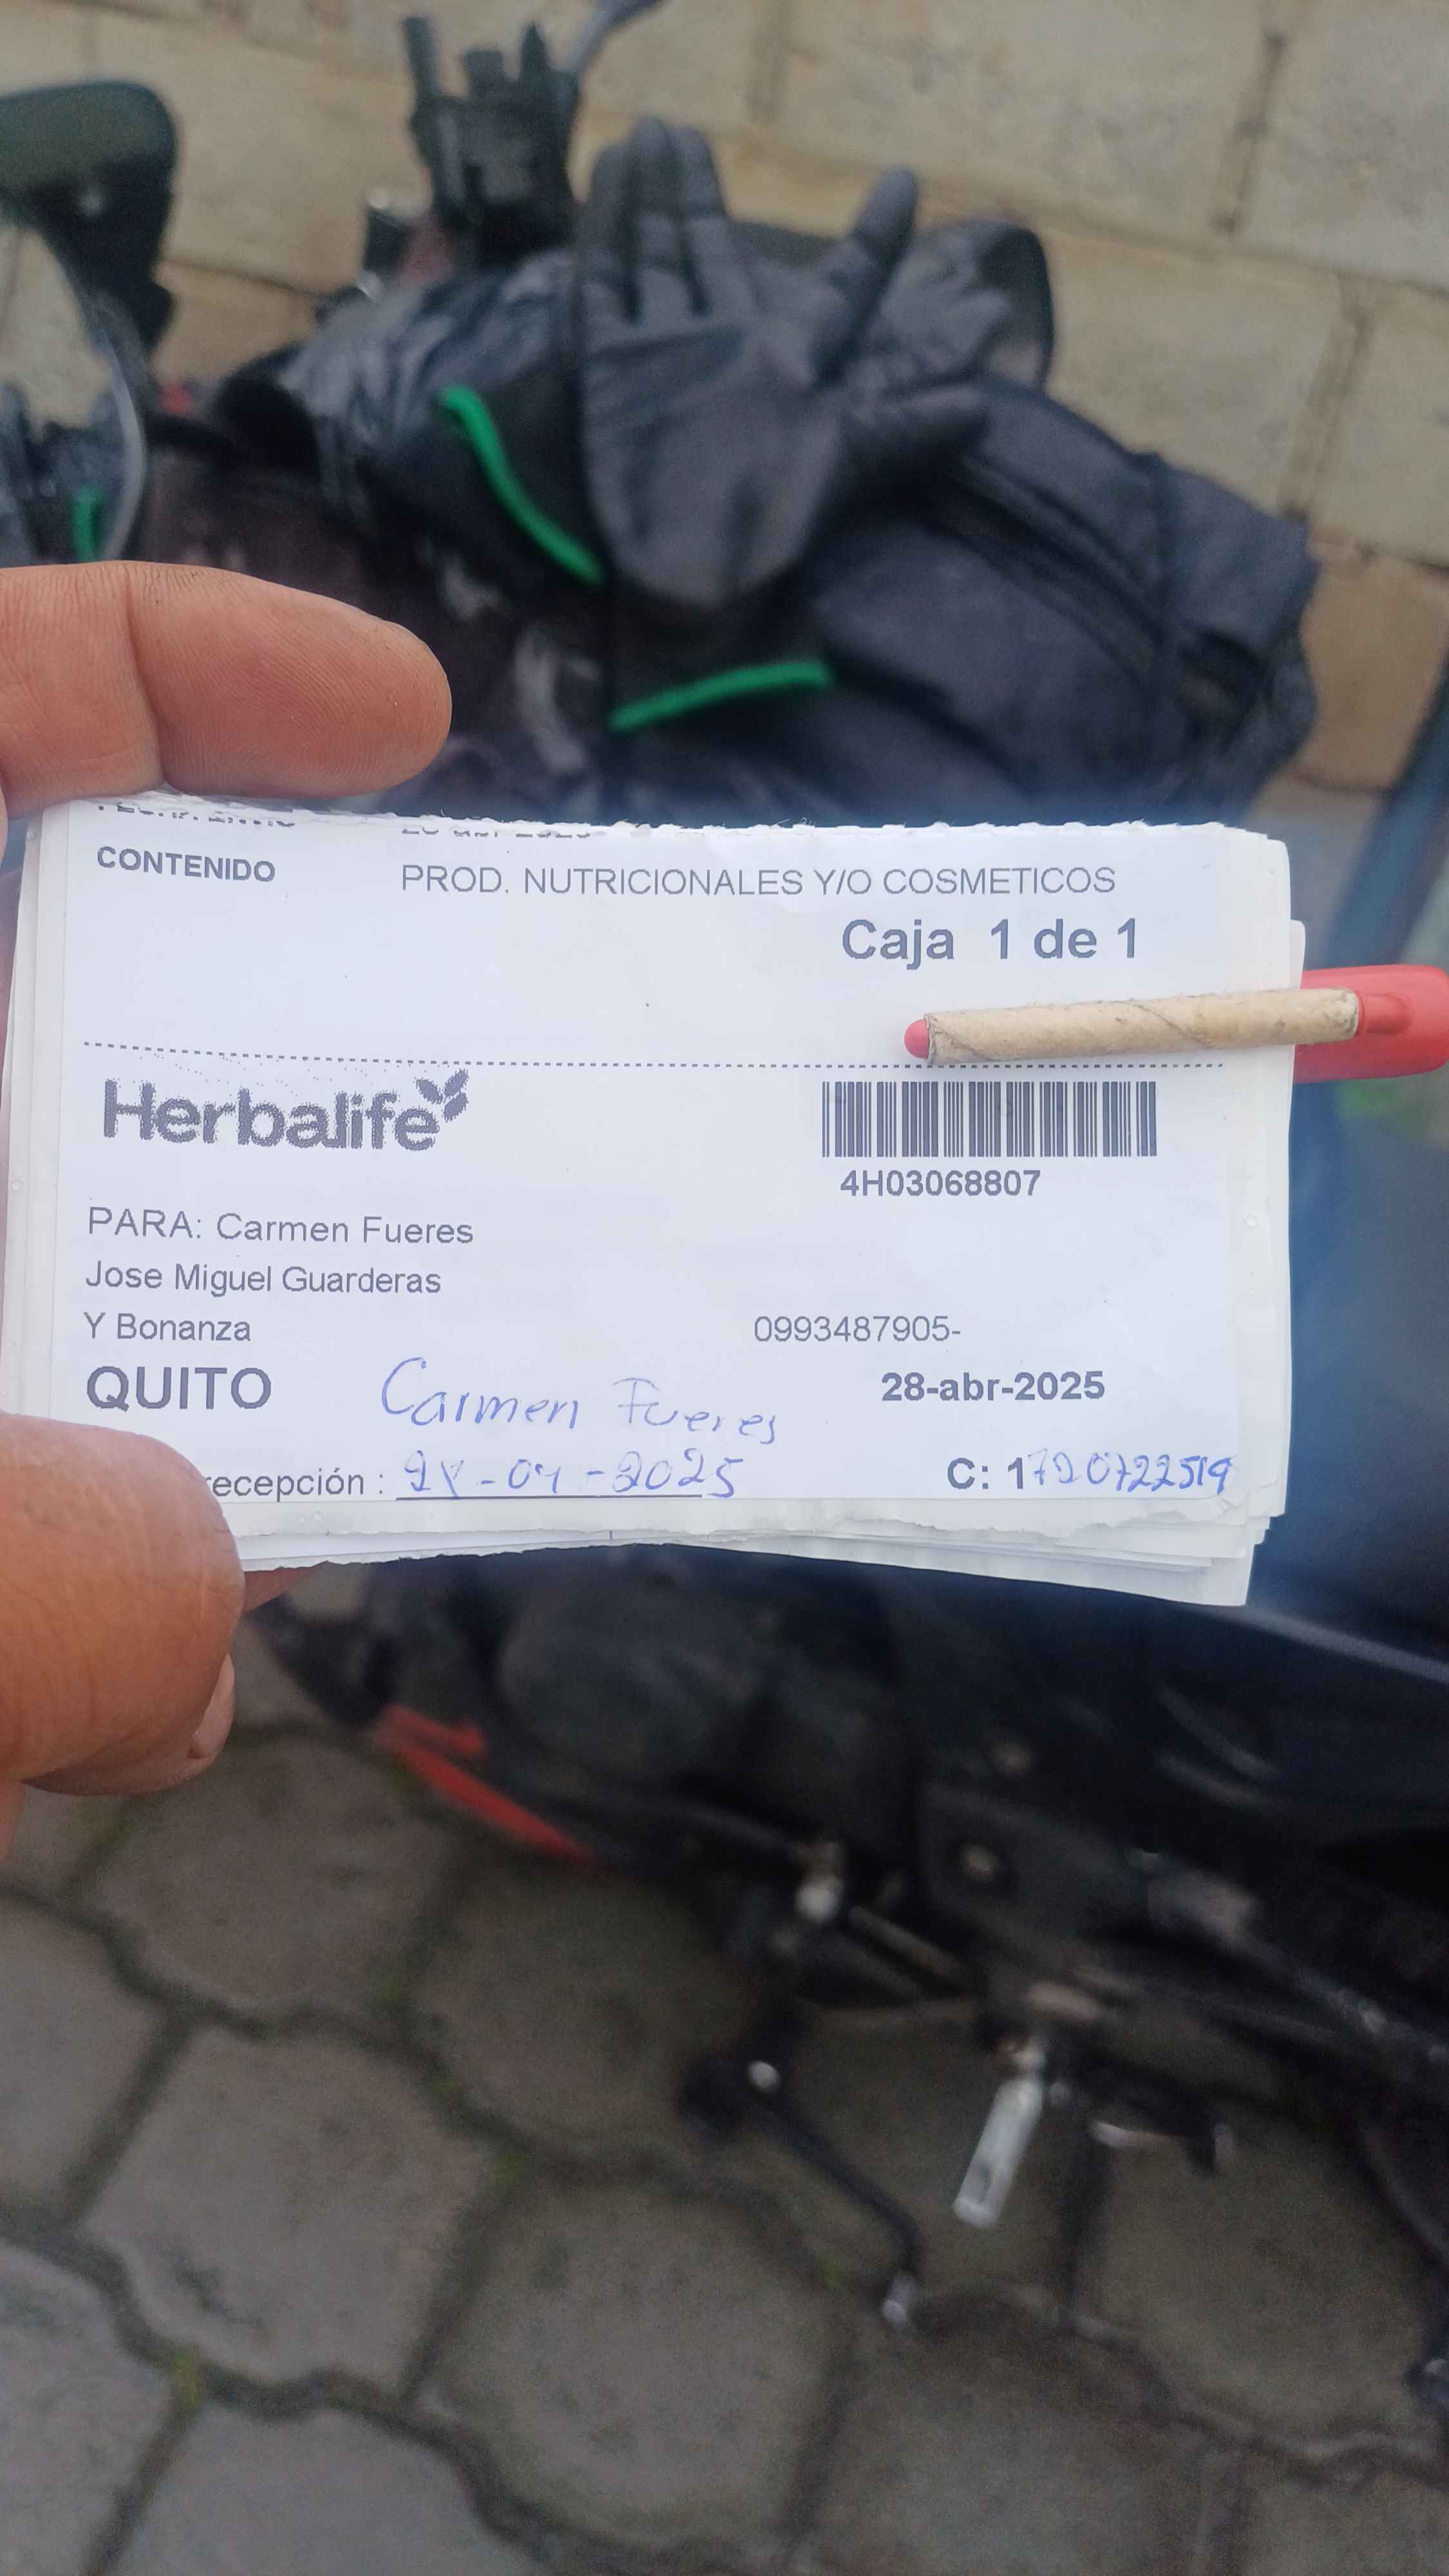 CONTENIDO PROD. NUTRICIONALES Y/O COSMETICOS
Caja 1 de 1
Herbalife
4H03068807
PARA: Carmen Fueres
Jose Miguel Guarderas
Y Bonanza 0993487905-
QUITO Carmen Fueres 28-abr-2025
recepción : C: 1720722519